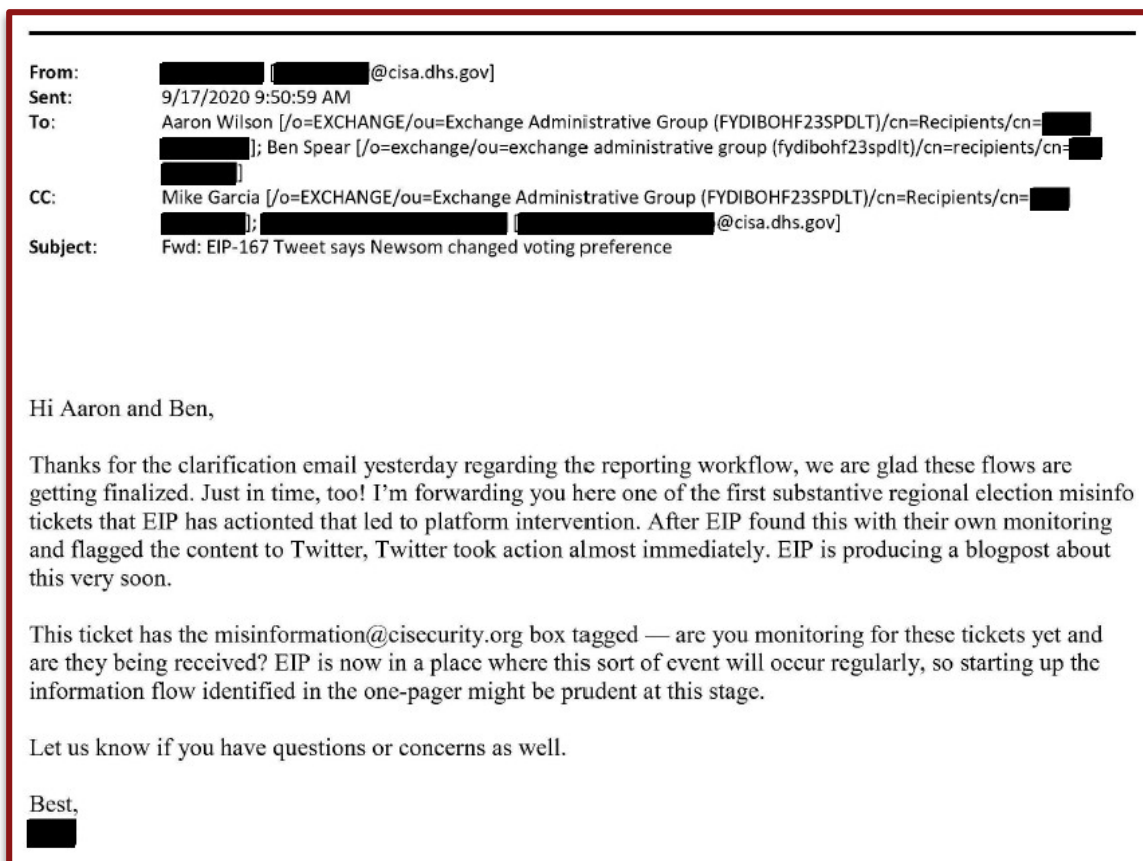 From: [ @cisa.dhs.gov]
Sent: 9/17/2020 9:50:59 AM
To: Aaron Wilson [/o=EXCHANGE/ou=Exchange Administrative Group (FYDIBOHF23SPDLT)/cn=Recipients/cn=
]; Ben Spear [/o=exchange/ou=exchange administrative group (fydibohf23spdlt)/cn=recipients/cn=
]
CC: Mike Garcia [/o=EXCHANGE/ou=Exchange Administrative Group (FYDIBOHF23SPDLT)/cn=Recipients/cn=
]; [ @cisa.dhs.gov]
Subject: Fwd: EIP-167 Tweet says Newsom changed voting preference
Hi Aaron and Ben,
Thanks for the clarification email yesterday regarding the reporting workflow, we are glad these flows are
getting finalized. Just in time, too! I'm forwarding you here one of the first substantive regional election misinfo
tickets that EIP has actionted that led to platform intervention. After EIP found this with their own monitoring
and flagged the content to Twitter, Twitter took action almost immediately. EIP is producing a blogpost about
this very soon.
This ticket has the misinformation@cisecurity.org box tagged — are you monitoring for these tickets yet and
are they being received? EIP is now in a place where this sort of event will occur regularly, so starting up the
information flow identified in the one-pager might be prudent at this stage.
Let us know if you have questions or concerns as well.
Best,